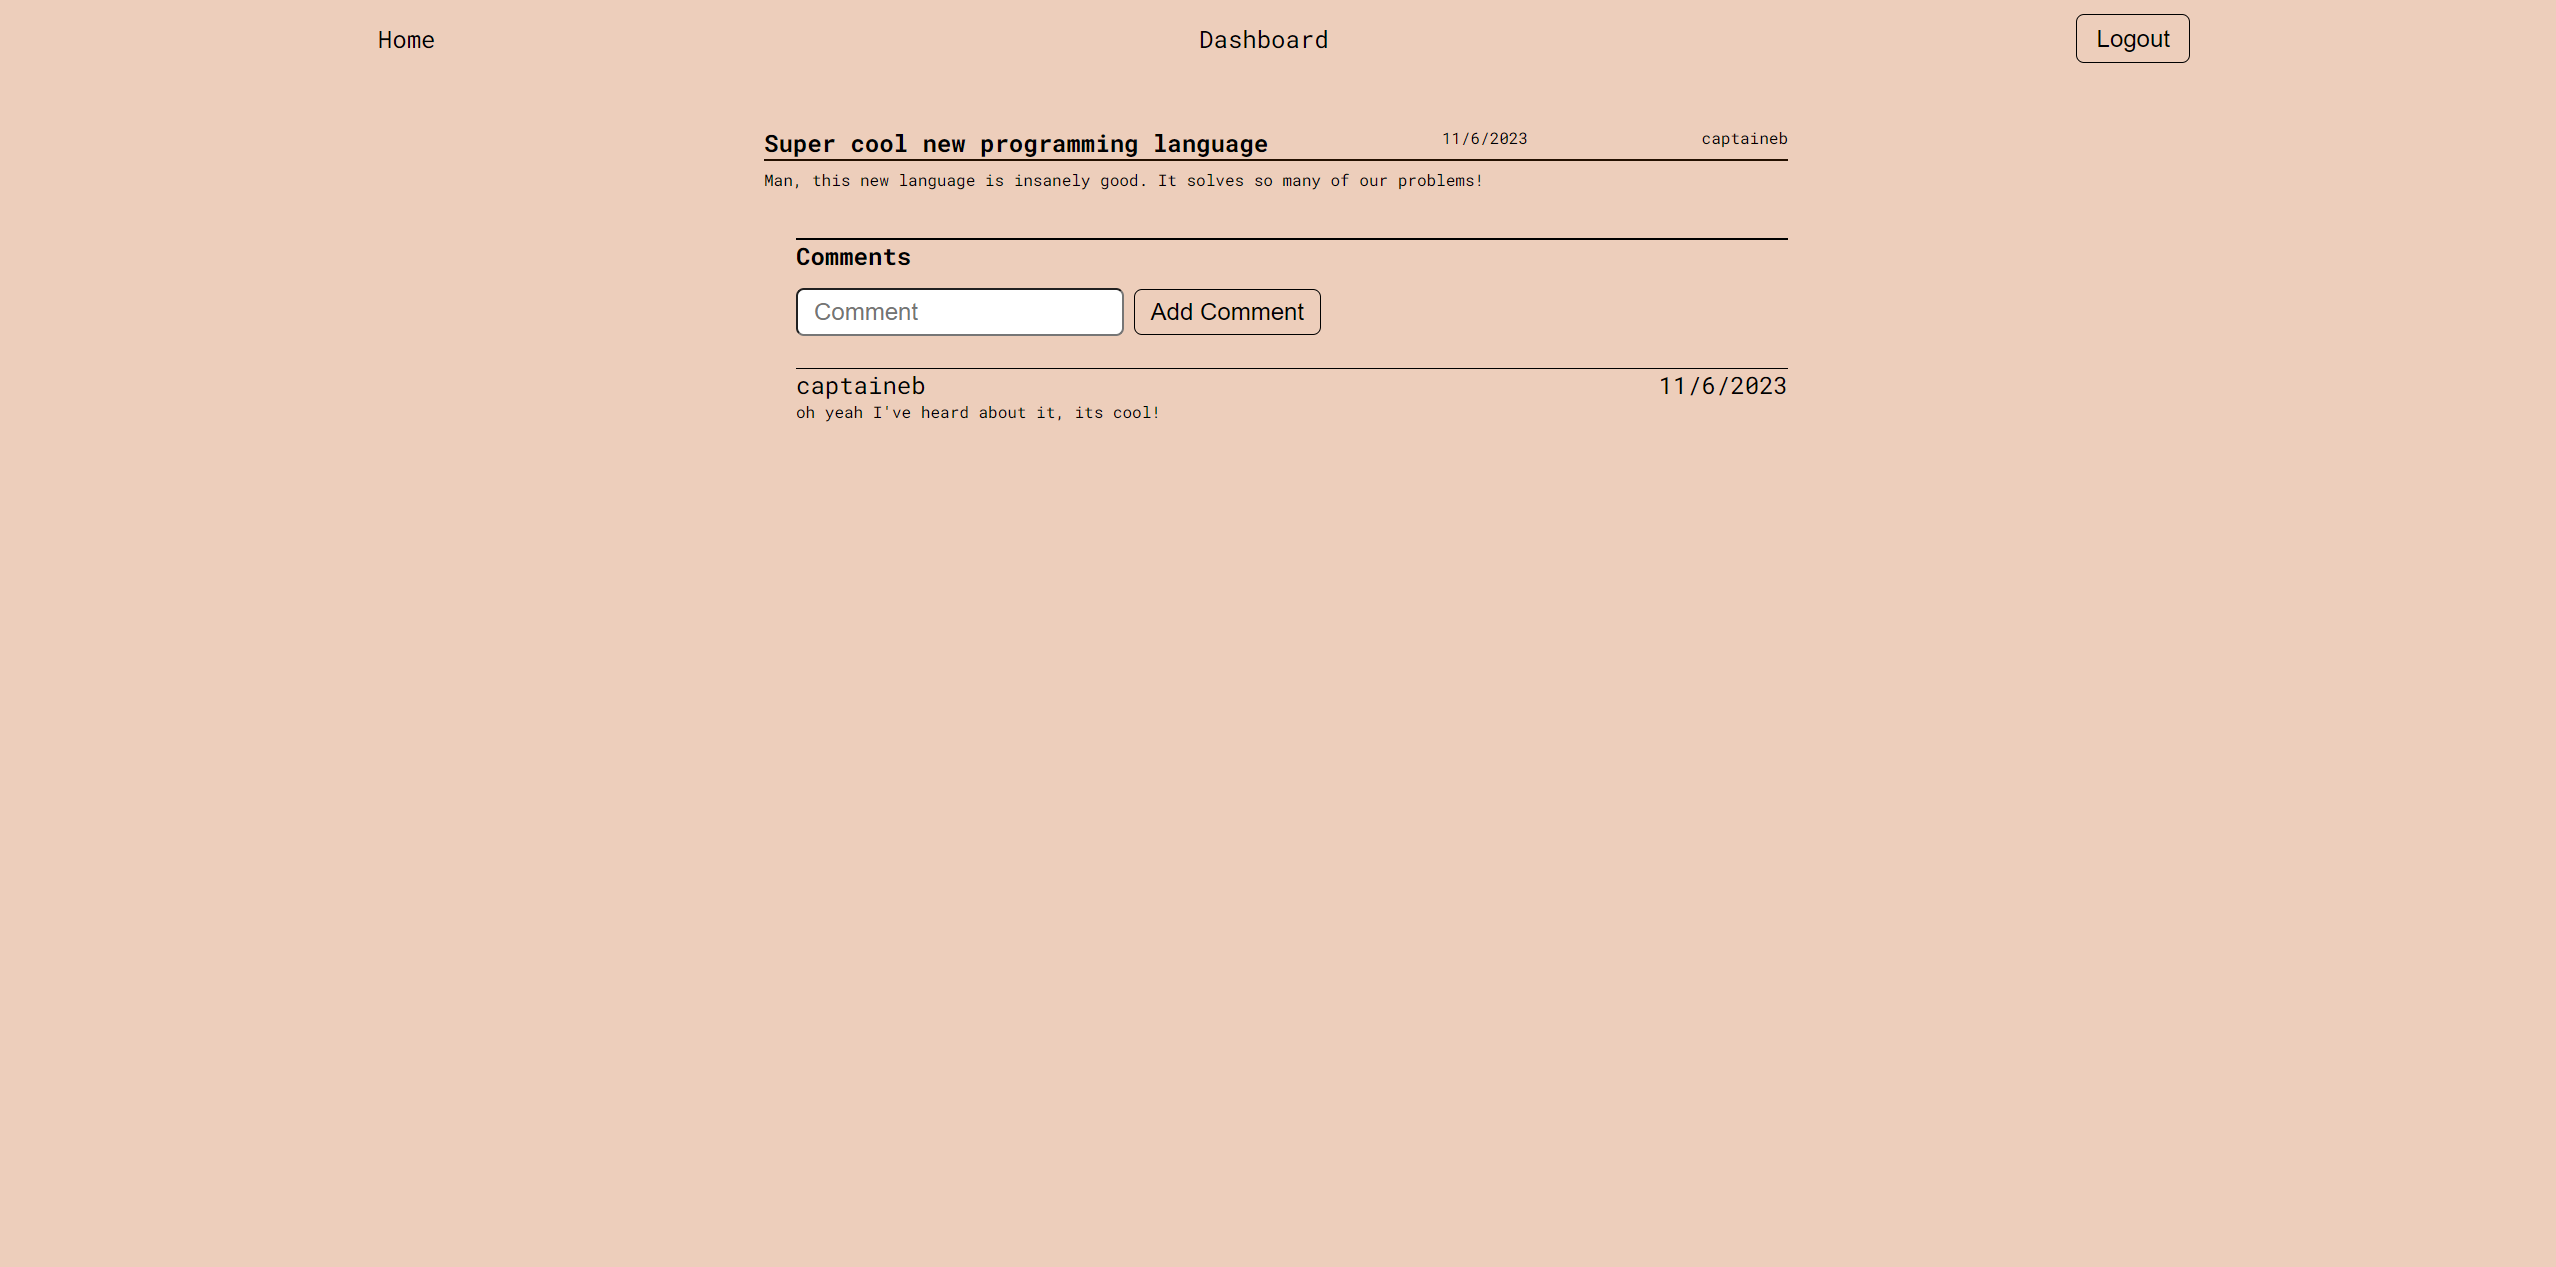 Home Dashboard Logout
Super cool new programming language 11/6/2023 captaineb
Man, this new language is insanely good. It solves so many of our problems!
Comments
Comment Add Comment
captaineb 11/6/2023
oh yeah I've heard about it, its cool!